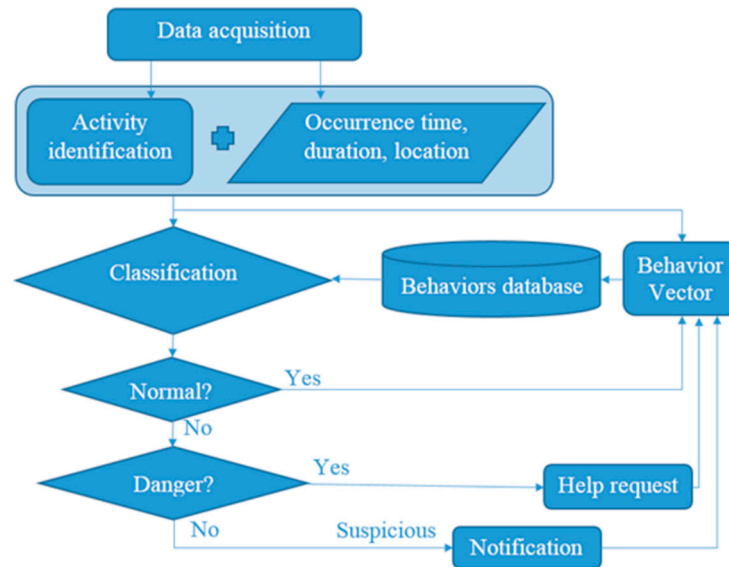 Data acquisition
Activity
identification
Occurrence time,
duration, location
Classification
Behaviors database
Behavior
Vector
Normal?
Yes
No
Danger?
Yes
Help request
No
Suspicious
Notification